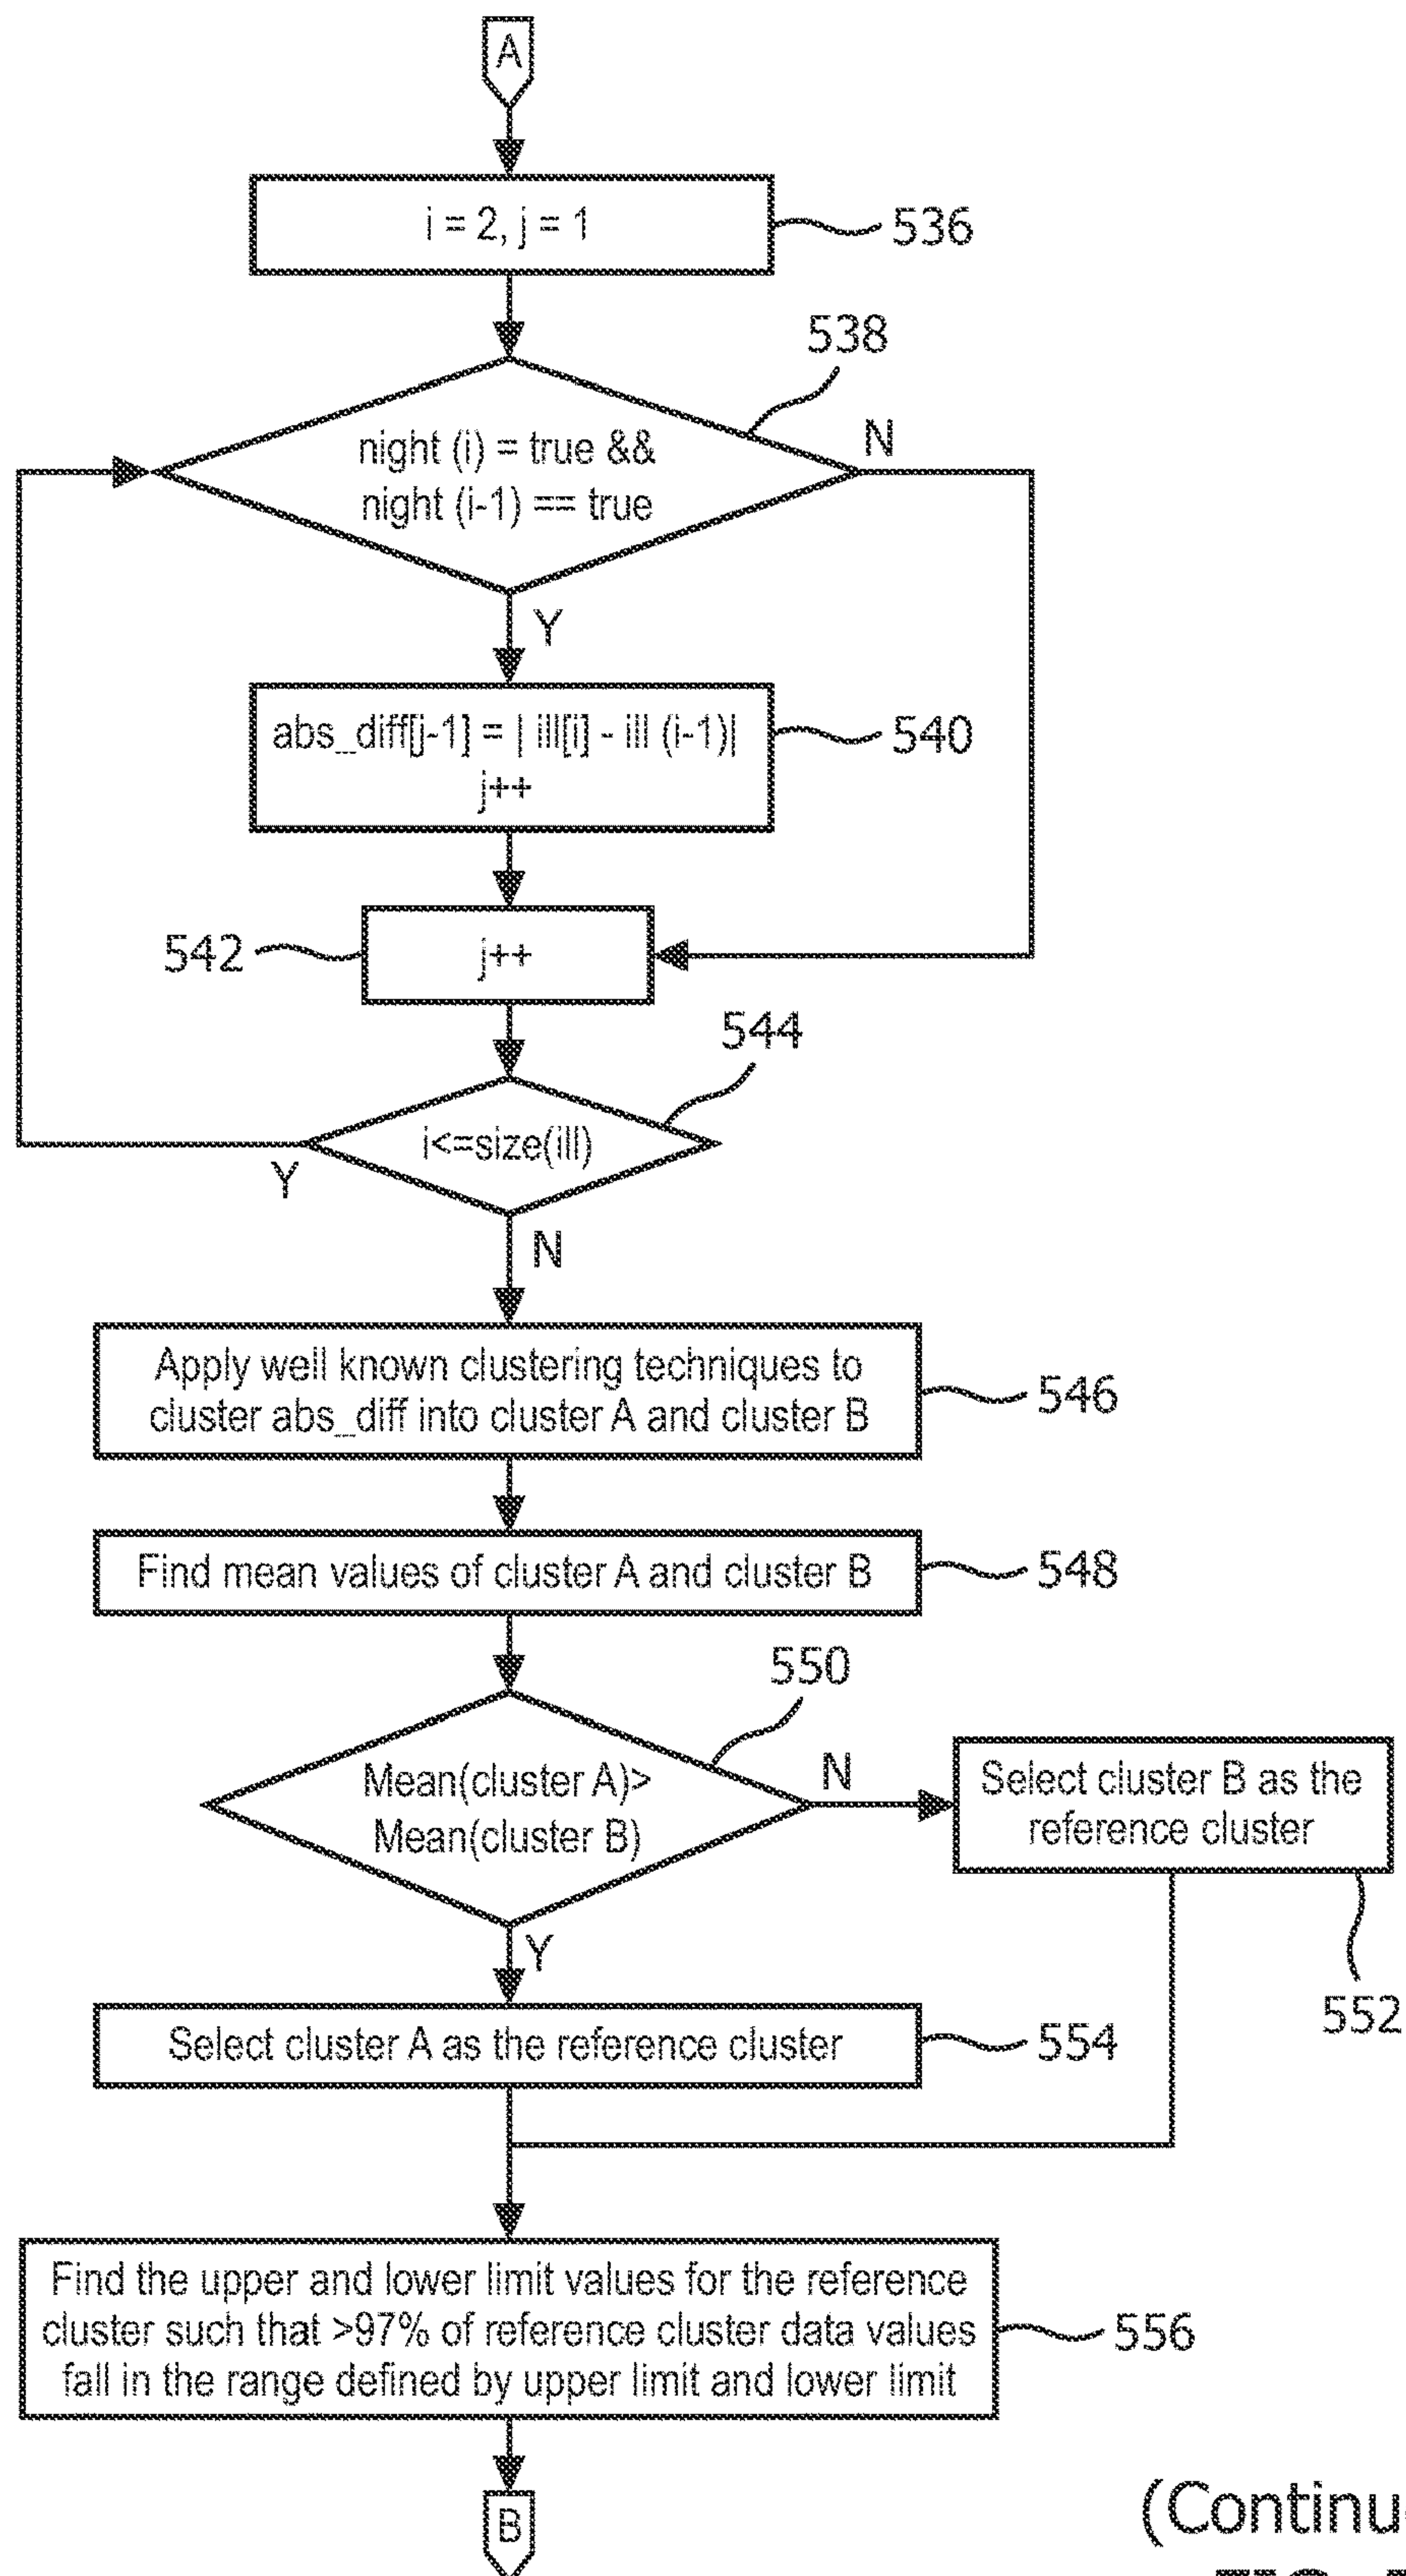 A
i = 2, j = 1
536
538
night (i) = true &&
night (i-1) == true
N
Y
abs_diff[j-1] = | ill[i] - ill (i-1)|
j++
540
542
j++
544
i<=size(ill)
Y
N
Apply well known clustering techniques to
cluster abs_diff into cluster A and cluster B
546
Find mean values of cluster A and cluster B
548
550
Mean(cluster A)>
Mean(cluster B)
N
Select cluster B as the
reference cluster
552
Y
Select cluster A as the reference cluster
554
Find the upper and lower limit values for the reference
cluster such that >97% of reference cluster data values
fall in the range defined by upper limit and lower limit
556
B
(Continu